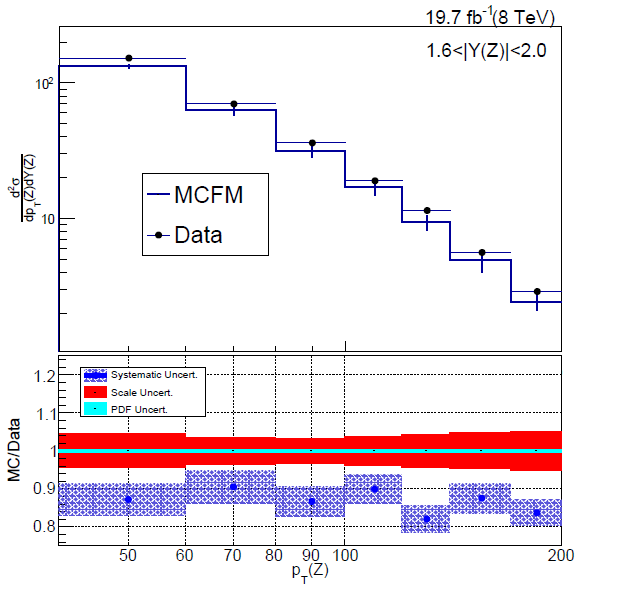 19.7 fb⁻¹(8 TeV)
1.6<|Y(Z)|<2.0
10²
10
d²σ
dp_T(Z)dY(Z)
MCFM
Data
1.2
1.1
1
0.9
0.8
MC/Data
Systematic Uncert.
Scale Uncert.
PDF Uncert.
50 60 70 80 90 100 200
p_T(Z)